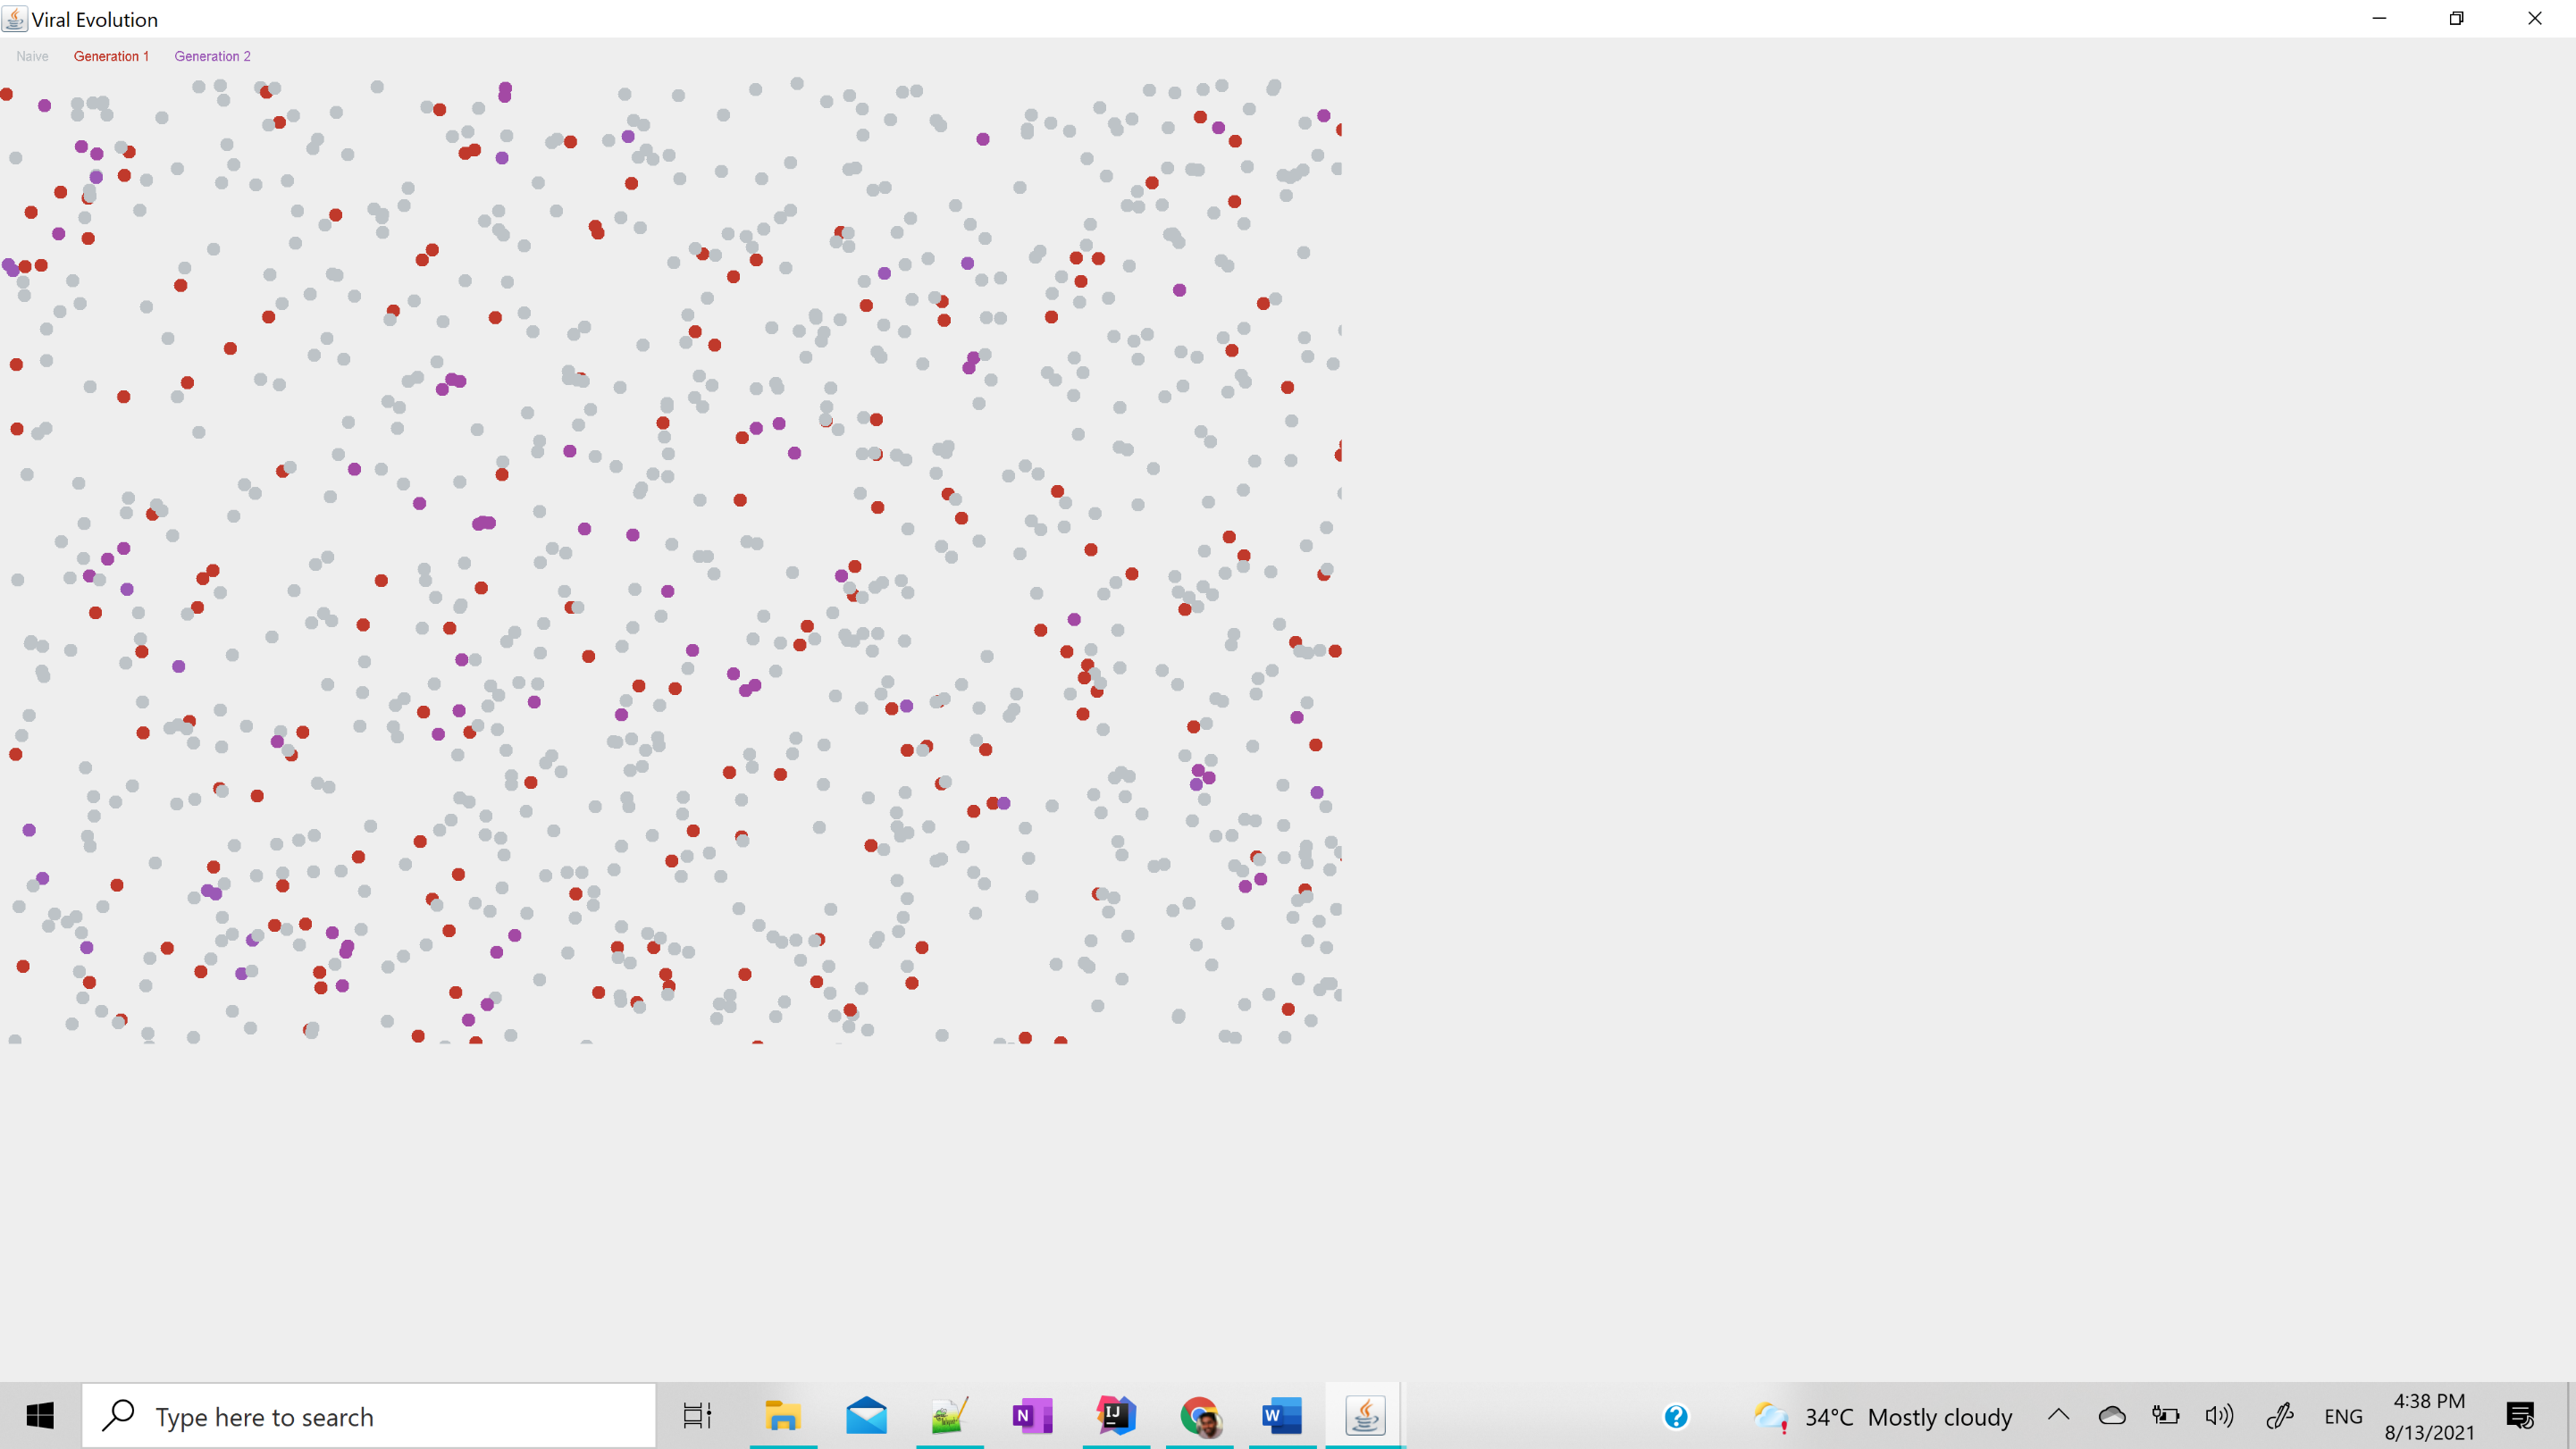 Viral Evolution
Naive Generation 1 Generation 2
Type here to search
N
IJ
W
?
34°C Mostly cloudy
ENG
4:38 PM
8/13/2021